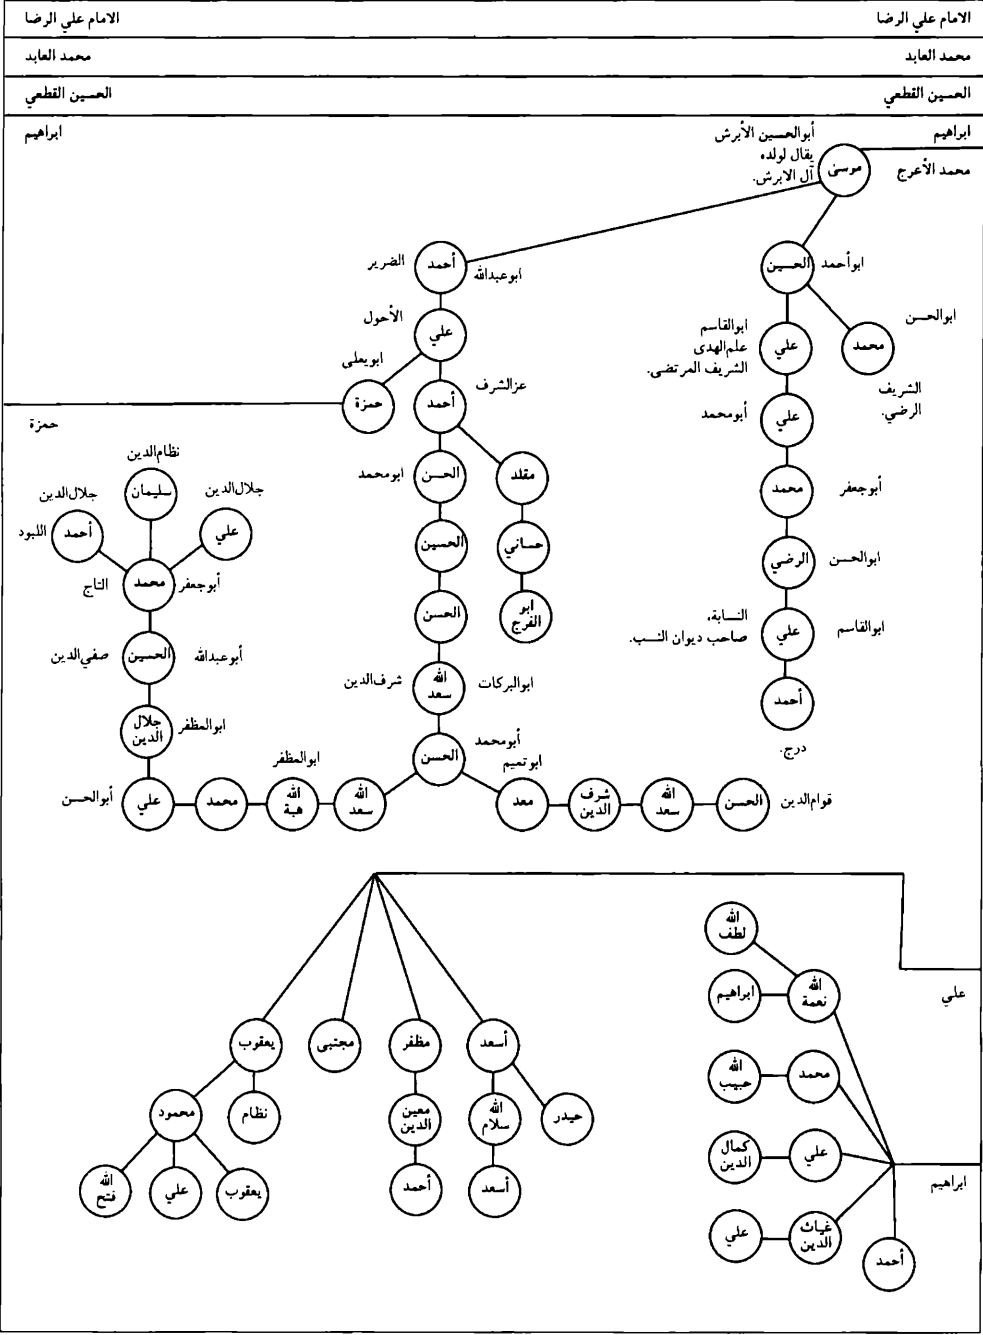 الامام علي الرضا
الامام علي الرضا
محمد العابد
محمد العابد
الحسين القطعي
الحسين القطعي
ابراهيم
ابراهيم
محمد الأعرج
موسى
أبوالحسين الأبرش
يقال لولده
آل الابرش.
ابوأحمد
الحسين
ابوالحسن
محمد
الشريف
الرضي.
علي
ابوالقاسم
علم‌الهدى
الشريف المرتضى.
علي
أبومحمد
أبوجعفر
محمد
ابوالحسن
الرضي
ابوالقاسم
علي
النسابة،
صاحب ديوان النسب.
أحمد
درج.
ابوعبدالله
أحمد
الضرير
علي
الأحول
ابويعلى
حمزة
حمزة
عزالشرف
أحمد
مقلد
حساني
ابو
الفرج
الحسن
ابومحمد
الحسين
الحسن
ابوالبركات
الله
سعد
شرف‌الدين
أبومحمد
الحسن
ابوتميم
معد
شرف
الدين
الله
سعد
الحسن
قوام‌الدين
الله
سعد
ابوالمظفر
الله
هبة
محمد
علي
أبوالحسن
ابوالمظفر
جلال
الدين
أبوعبدالله
الحسين
صفي‌الدين
أبوجعفر
محمد
التاج
جلال‌الدين
علي
نظام‌الدين
سليمان
جلال‌الدين
أحمد
اللبود
علي
ابراهيم
الله
نعمة
الله
لطف
ابراهيم
محمد
الله
حبيب
علي
كمال
الدين
غياث
الدين
علي
أحمد
أسعد
حيدر
الله
سلام
أسعد
مظفر
معين
الدين
أحمد
مجتبى
يعقوب
نظام
محمود
يعقوب
علي
الله
فتح